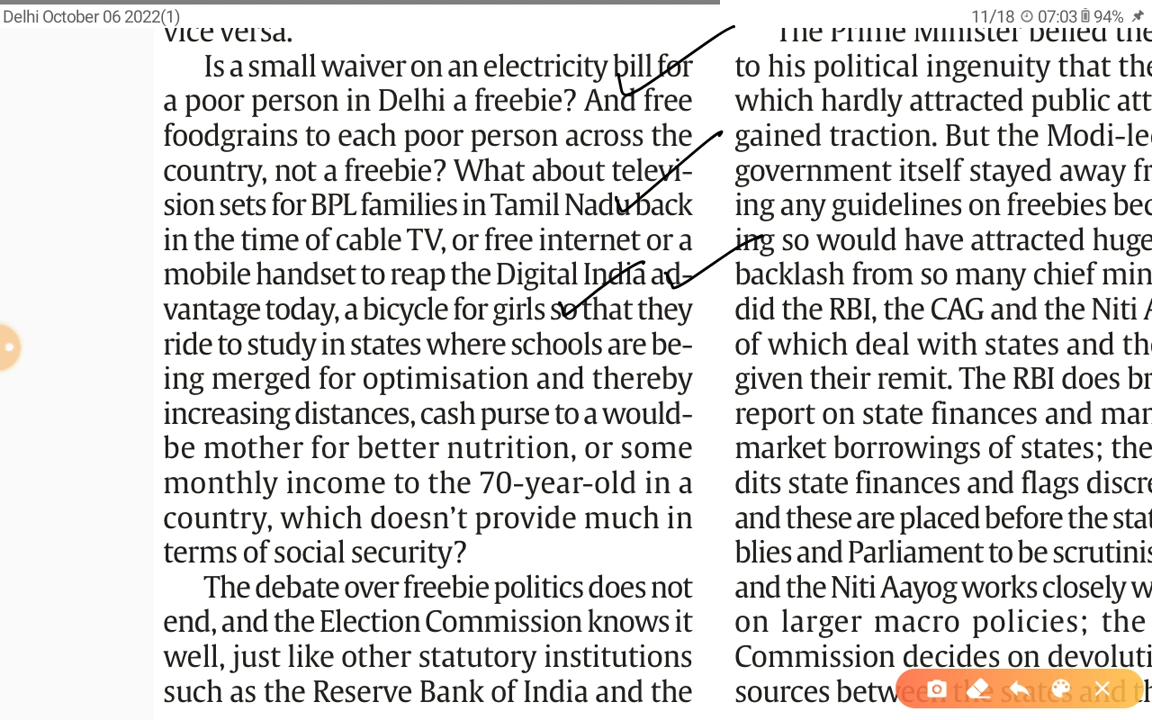 Delhi October 06 2022(1)
11/18 07:03 94%
vice versa.
Is a small waiver on an electricity bill for
a poor person in Delhi a freebie? And free
foodgrains to each poor person across the
country, not a freebie? What about televi-
sion sets for BPL families in Tamil Nadu back
in the time of cable TV, or free internet or a
mobile handset to reap the Digital India ad-
vantage today, a bicycle for girls so that they
ride to study in states where schools are be-
ing merged for optimisation and thereby
increasing distances, cash purse to a would-
be mother for better nutrition, or some
monthly income to the 70-year-old in a
country, which doesn't provide much in
terms of social security?
The debate over freebie politics does not
end, and the Election Commission knows it
well, just like other statutory institutions
such as the Reserve Bank of India and the
The Prime Minister belled the
to his political ingenuity that the
which hardly attracted public att
gained traction. But the Modi-le
government itself stayed away fr
ing any guidelines on freebies bec
ing so would have attracted huge
backlash from so many chief min
did the RBI, the CAG and the Niti A
of which deal with states and the
given their remit. The RBI does br
report on state finances and man
market borrowings of states; the
dits state finances and flags discre
and these are placed before the stat
blies and Parliament to be scrutinis
and the Niti Aayog works closely w
on larger macro policies; the
Commission decides on devoluti
sources between the states and th